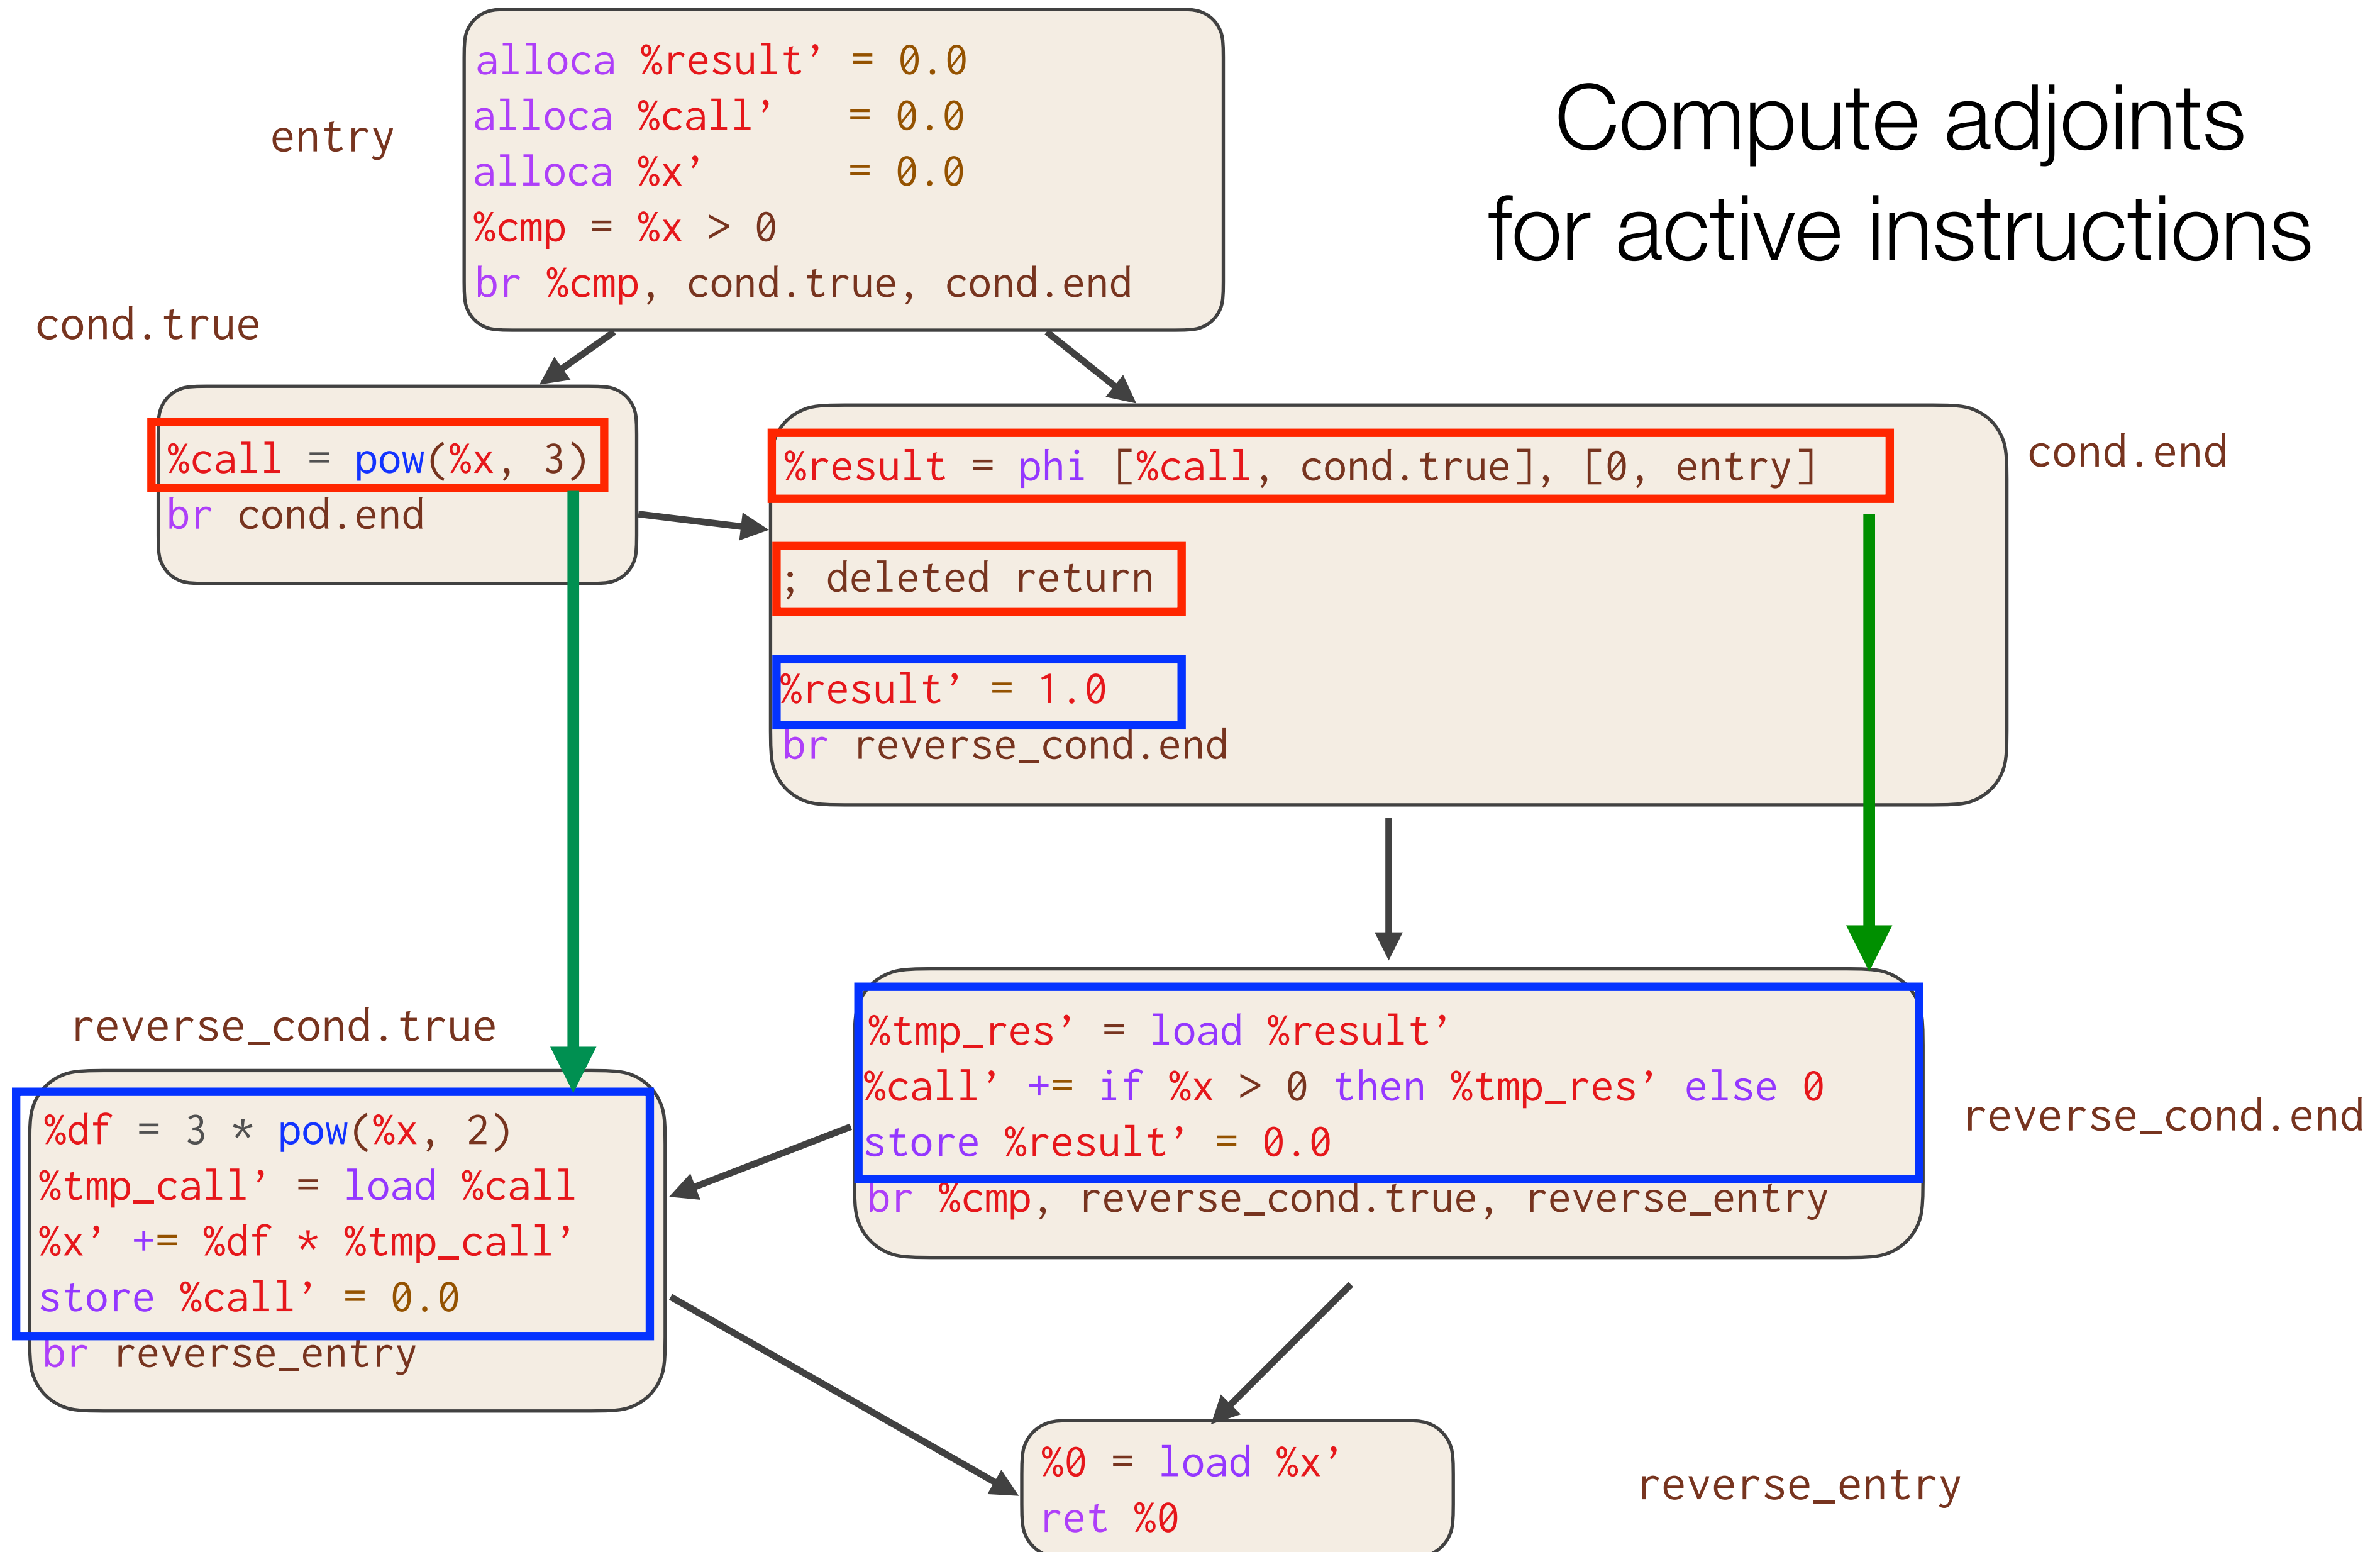 Compute adjoints
for active instructions
entry
alloca %result’ = 0.0
alloca %call’   = 0.0
alloca %x’      = 0.0
%cmp = %x > 0
br %cmp, cond.true, cond.end
cond.true
%call = pow(%x, 3)
br cond.end
cond.end
%result = phi [%call, cond.true], [0, entry]
; deleted return
%result’ = 1.0
br reverse_cond.end
reverse_cond.true
%df = 3 * pow(%x, 2)
%tmp_call’ = load %call
%x’ += %df * %tmp_call’
store %call’ = 0.0
br reverse_entry
reverse_cond.end
%tmp_res’ = load %result’
%call’ += if %x > 0 then %tmp_res’ else 0
store %result’ = 0.0
br %cmp, reverse_cond.true, reverse_entry
reverse_entry
%0 = load %x’
ret %0